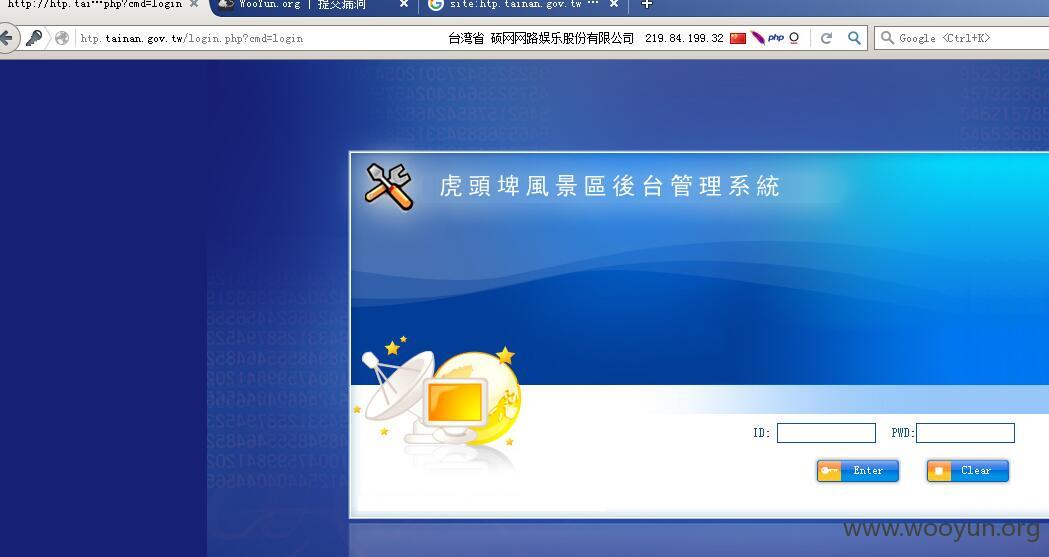 http://htp.tai…php?cmd=login
WooYun.org | 提交漏洞
site:htp.tainan.gov.tw …
htp.tainan.gov.tw/login.php?cmd=login
台湾省 硕网网路娱乐股份有限公司 219.84.199.32
php
Google <Ctrl+K>
虎頭埤風景區後台管理系統
ID:
PWD:
Enter
Clear
www.wooyun.org